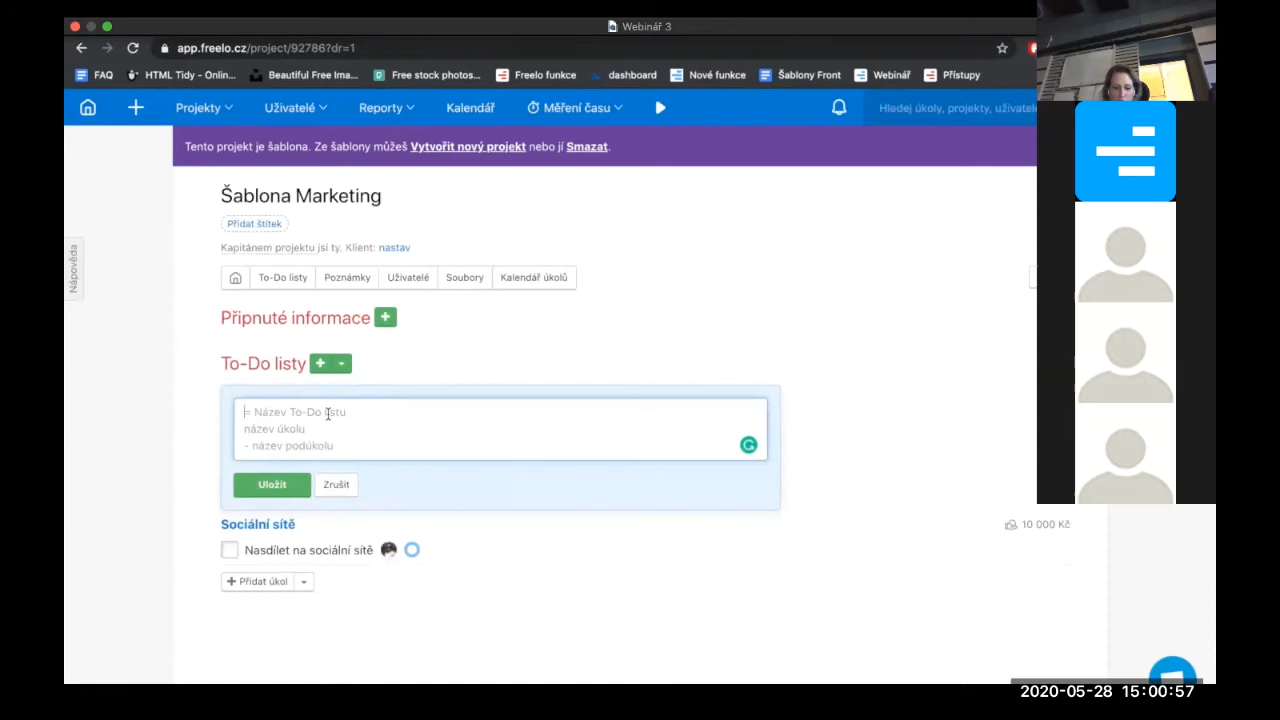 Webinář 3
app.freelo.cz/project/92786?dr=1
FAQ
HTML Tidy - Onlin...
Beautiful Free Ima...
Free stock photos...
Freelo funkce
dashboard
Nové funkce
Šablony Front
Webinář
Přístupy
Projekty
Uživatelé
Reporty
Kalendář
Měření času
Hledej úkoly, projekty, uživatele
Tento projekt je šablona. Ze šablony můžeš Vytvořit nový projekt nebo jí Smazat.
Šablona Marketing
Přidat štítek
Kapitánem projektu jsi ty. Klient: nastav
To-Do listy
Poznámky
Uživatelé
Soubory
Kalendář úkolů
Nápověda
Připnuté informace
To-Do listy
= Název To-Do listu
název úkolu
- název podúkolu
Uložit
Zrušit
Sociální sítě
10 000 Kč
Nasdílet na sociální sítě
Přidat úkol
2020-05-28 15:00:57